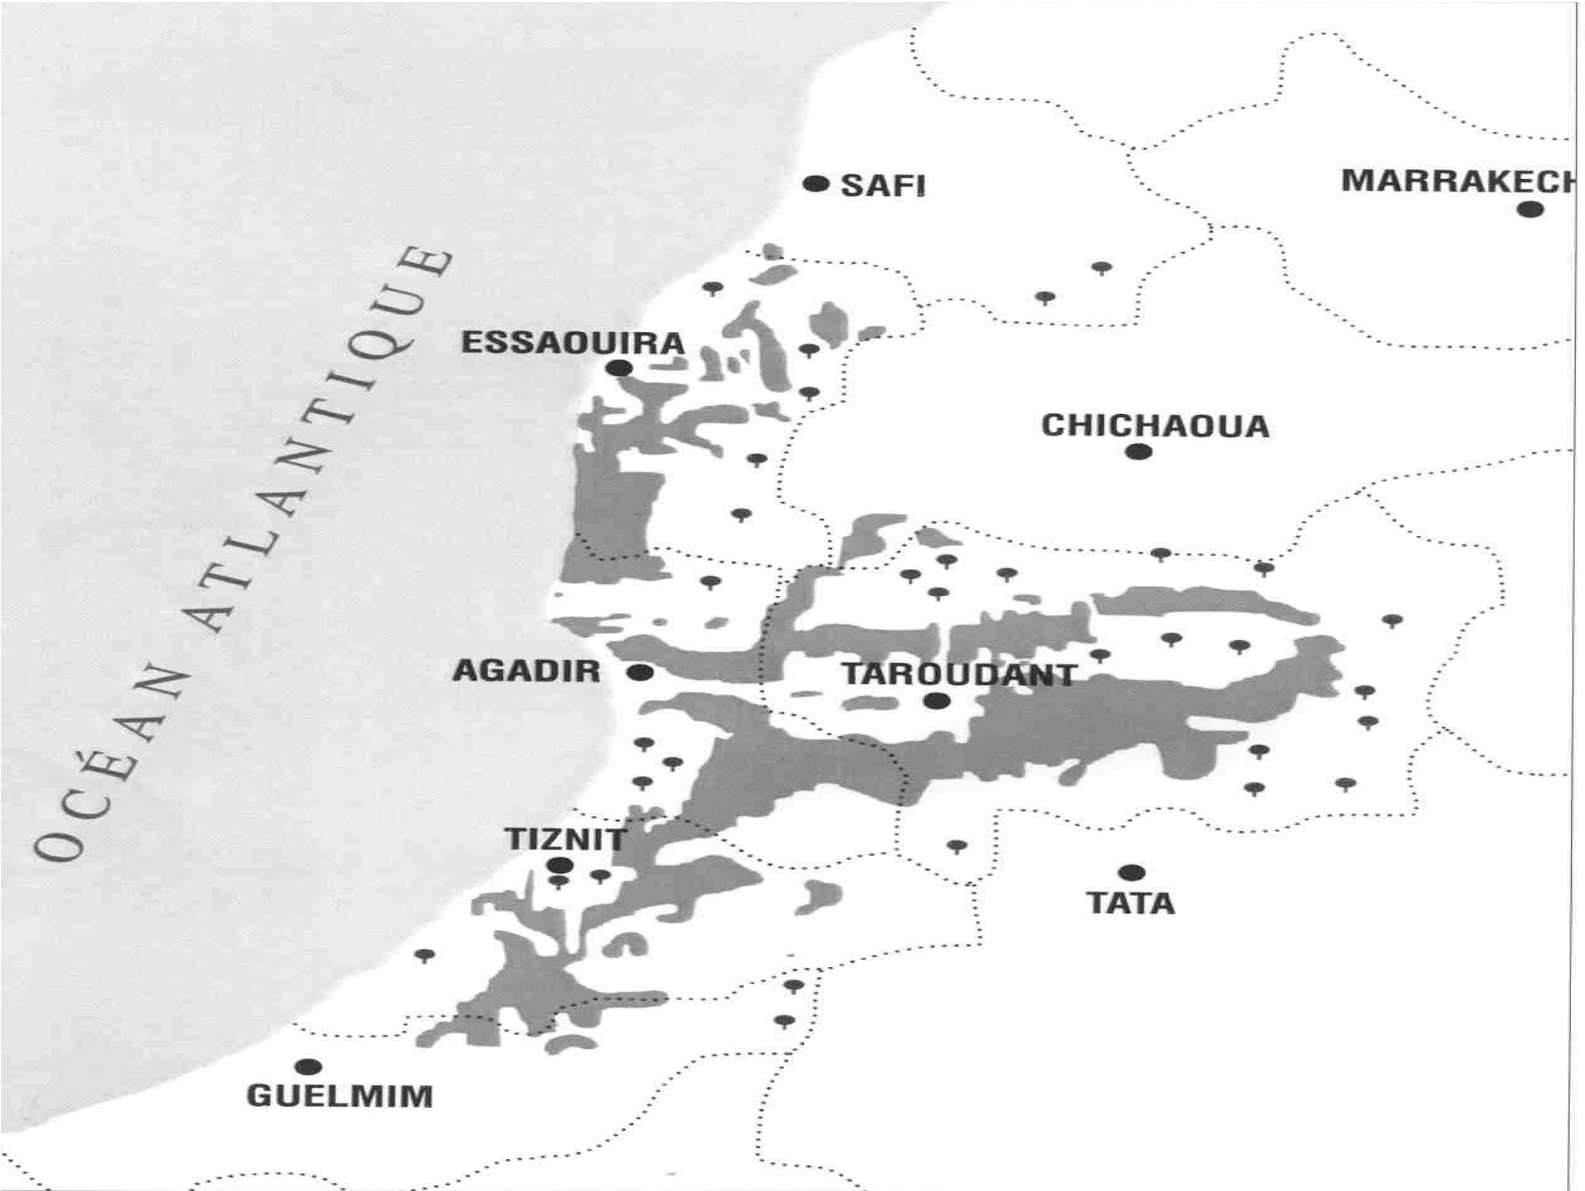 SAFI
MARRAKECH
ESSAOUIRA
CHICHAOUA
OCÉAN ATLANTIQUE
AGADIR
TAROUDANT
TIZNIT
TATA
GUELMIM